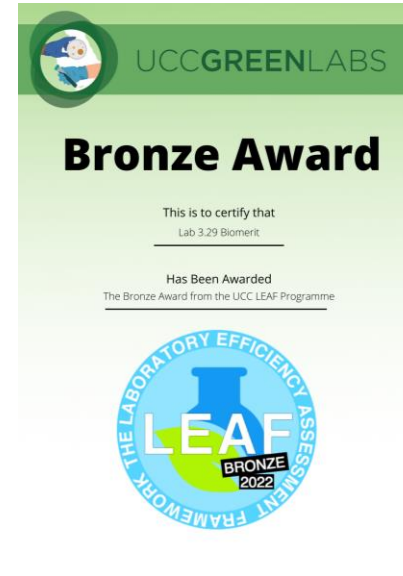 UCCGREENLABS
Bronze Award
This is to certify that
Lab 3.29 Biomerit
Has Been Awarded
The Bronze Award from the UCC LEAF Programme
THE LABORATORY EFFICIENCY ASSESSMENT FRAMEWORK
LEAF
BRONZE
2022